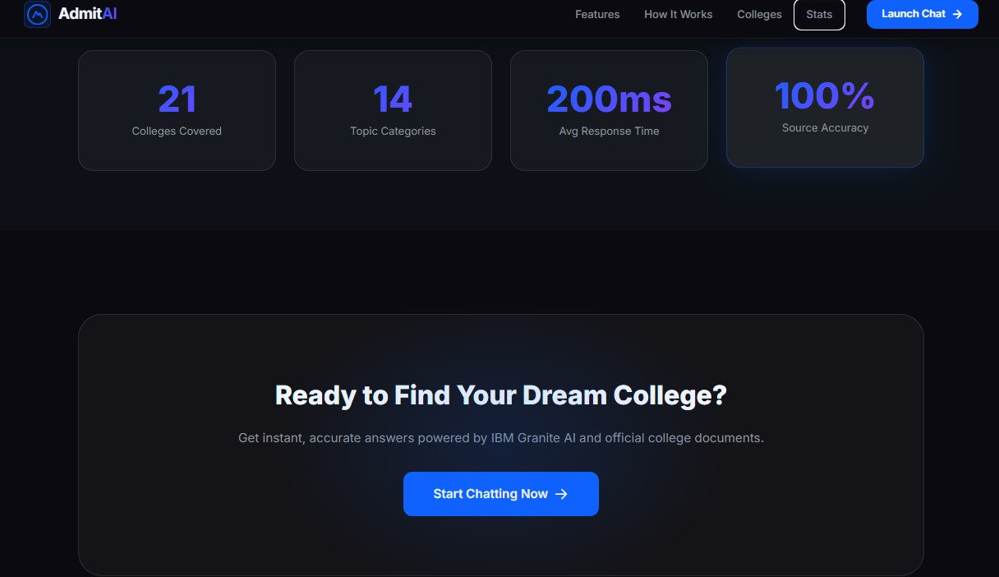 AdmitAI
Features
How It Works
Colleges
Stats
Launch Chat →
21
Colleges Covered
14
Topic Categories
200ms
Avg Response Time
100%
Source Accuracy
Ready to Find Your Dream College?
Get instant, accurate answers powered by IBM Granite AI and official college documents.
Start Chatting Now →